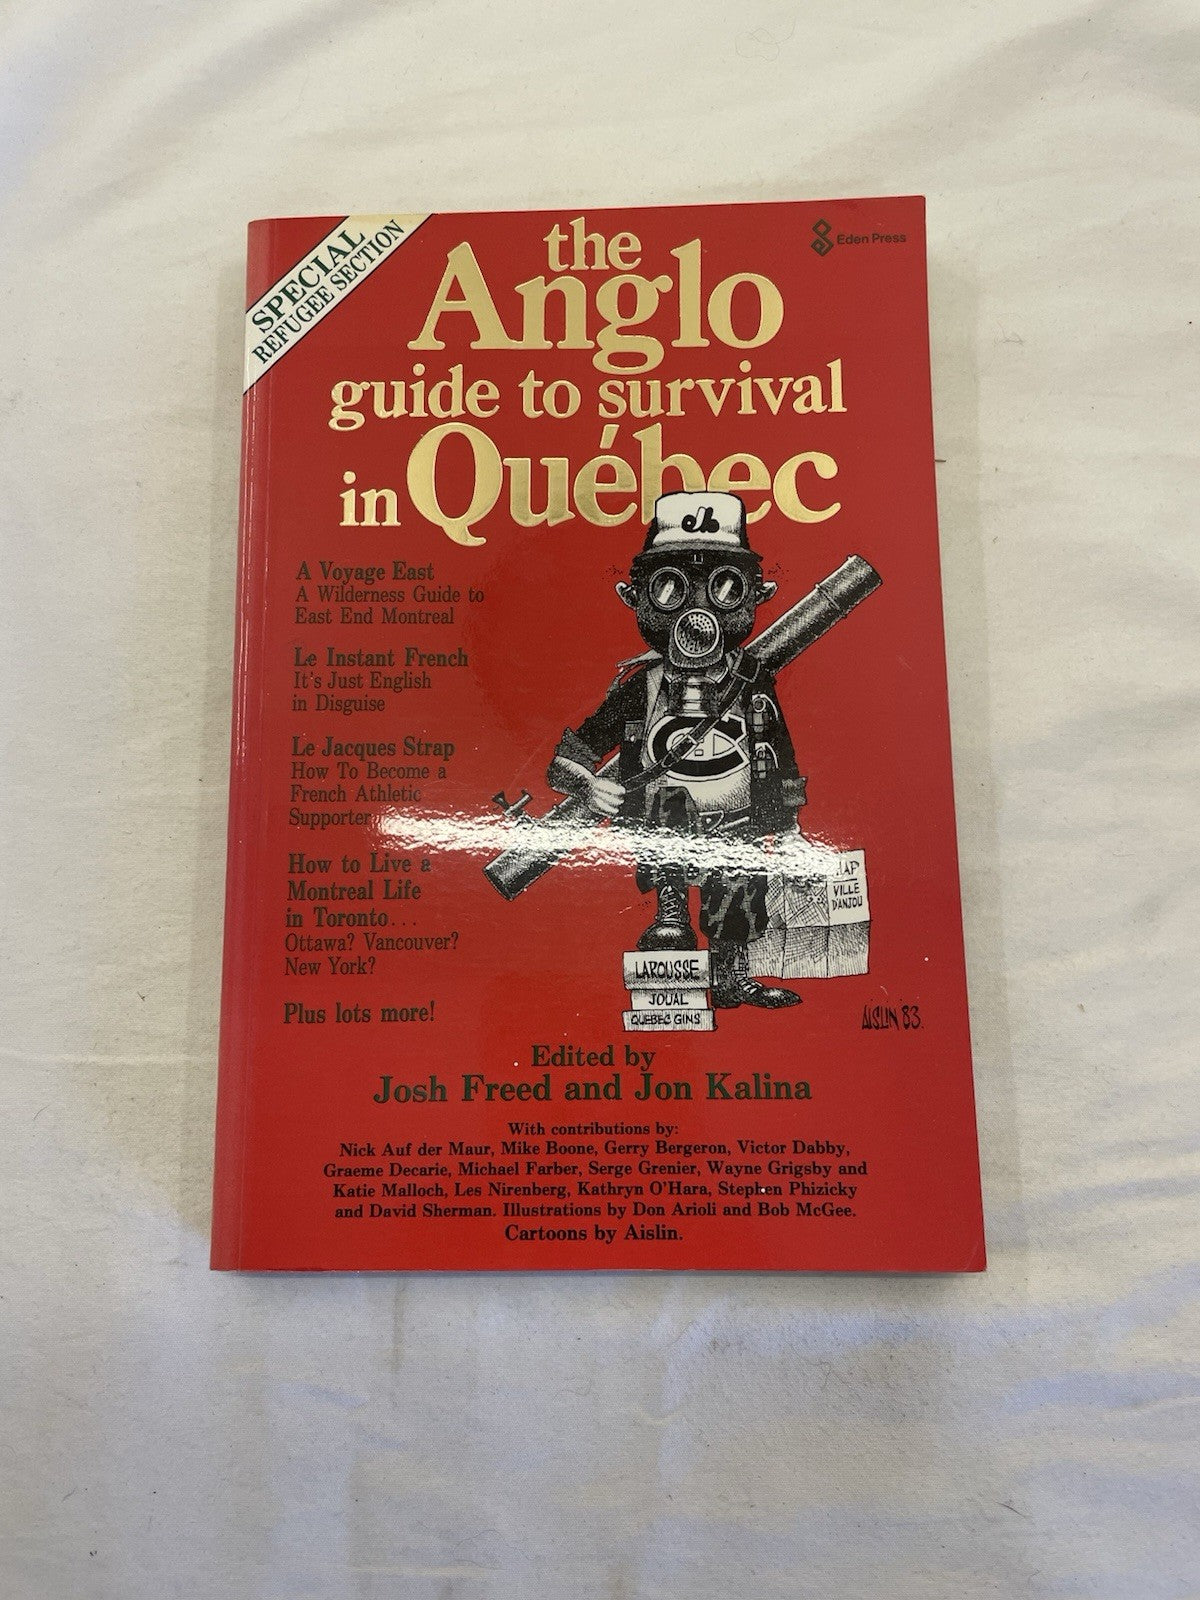 SPECIAL
REFUGEE SECTION
Eden Press
the
Anglo
guide to survival
in Québec
A Voyage East
A Wilderness Guide to
East End Montreal
Le Instant French
It's Just English
in Disguise
Le Jacques Strap
How To Become a
French Athletic
Supporter
How to Live a
Montreal Life
in Toronto...
Ottawa? Vancouver?
New York?
Plus lots more!
MAP
VILLE
D'ANJOU
LAROUSSE
JOUAL
QUEBEC GINS
AISLIN '83.
Edited by
Josh Freed and Jon Kalina
With contributions by:
Nick Auf der Maur, Mike Boone, Gerry Bergeron, Victor Dabby,
Graeme Decarie, Michael Farber, Serge Grenier, Wayne Grigsby and
Katie Malloch, Les Nirenberg, Kathryn O'Hara, Stephen Phizicky
and David Sherman. Illustrations by Don Arioli and Bob McGee.
Cartoons by Aislin.